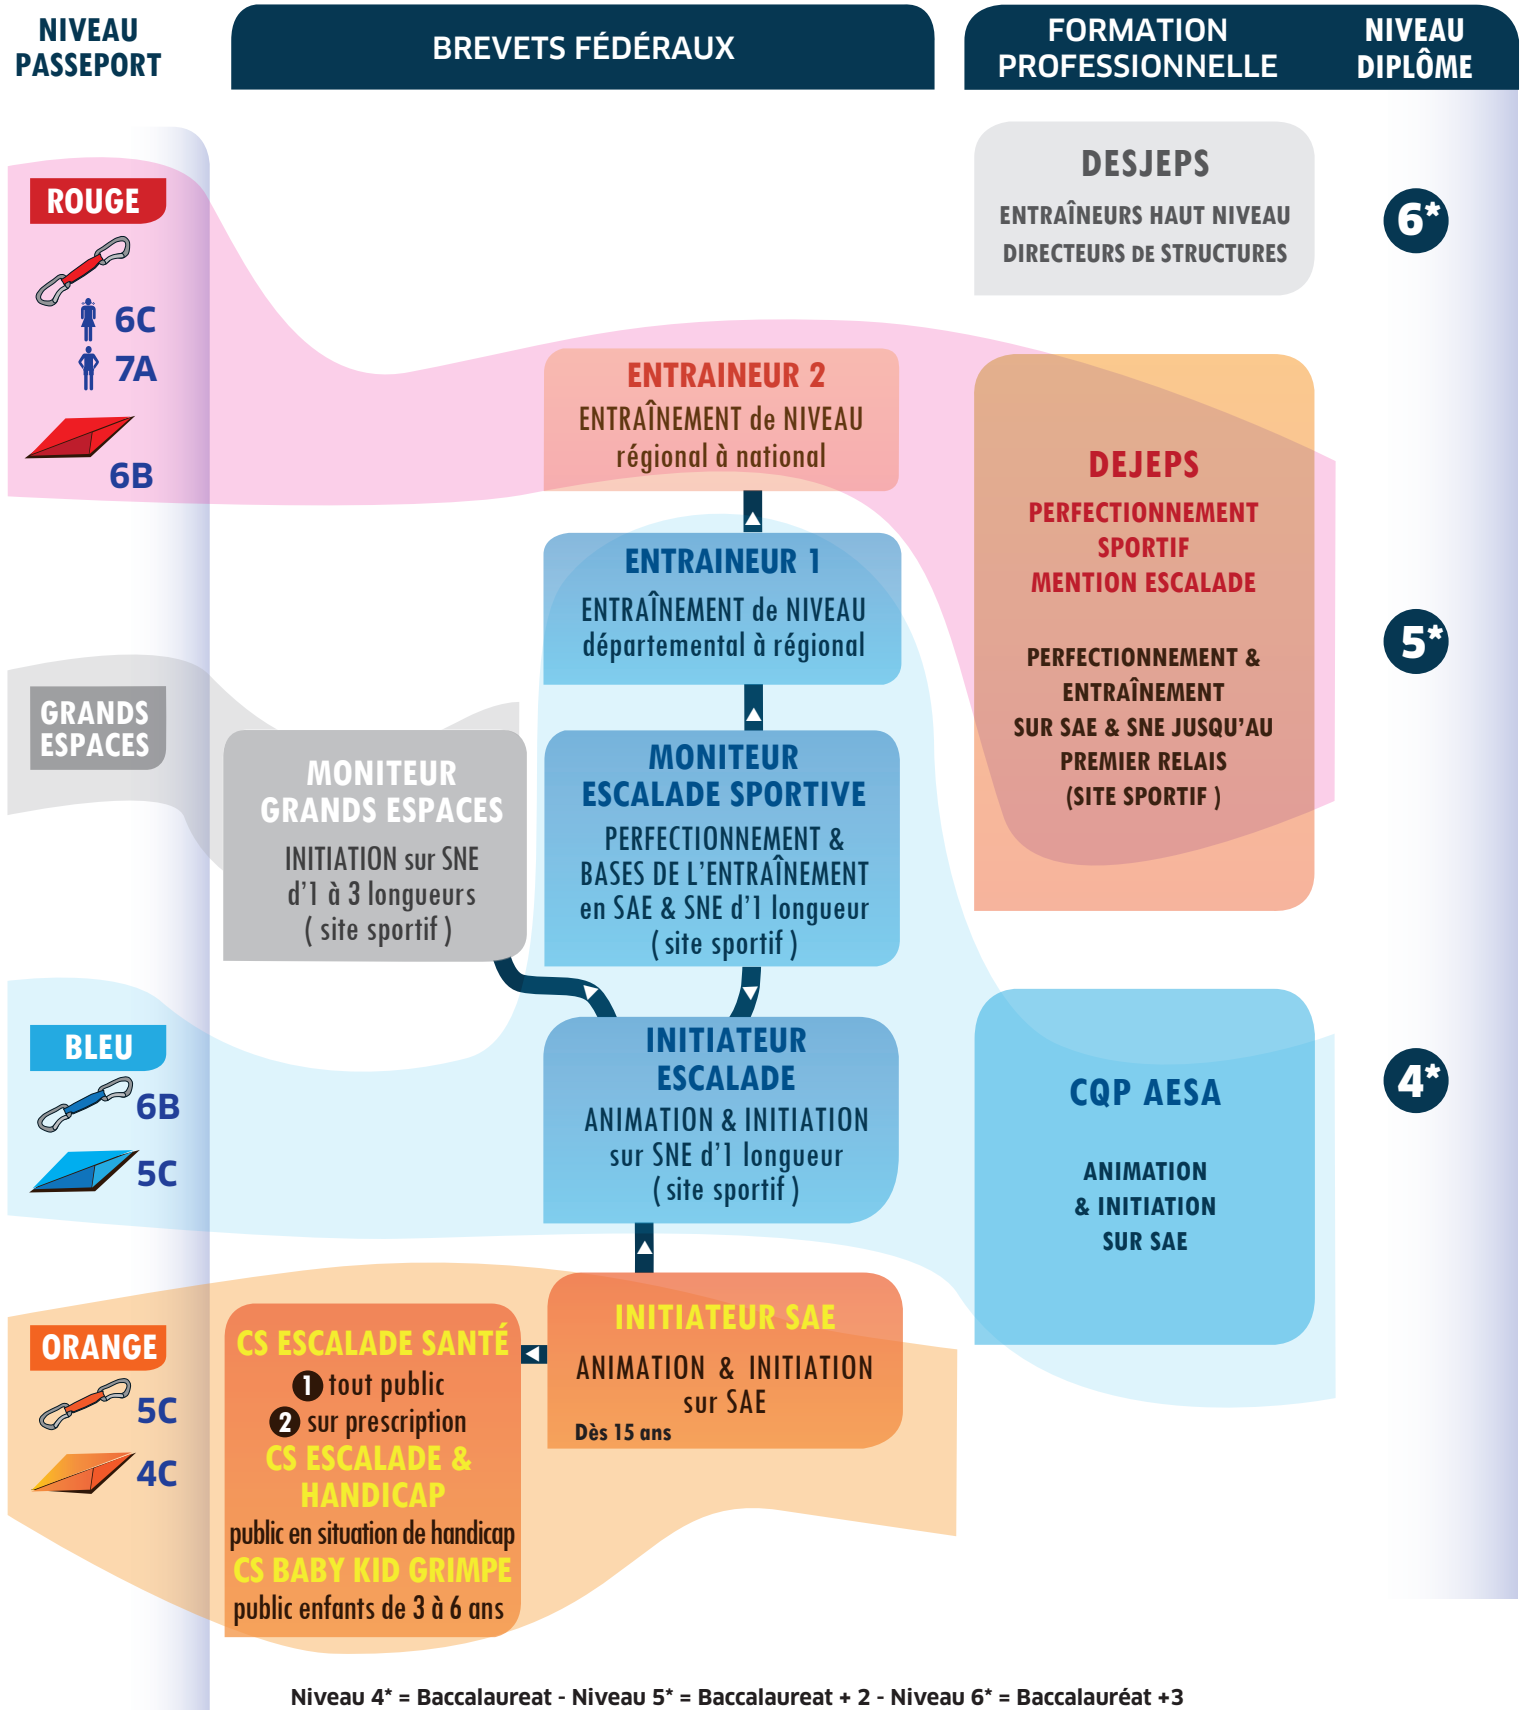 NIVEAU
PASSEPORT
BREVETS FÉDÉRAUX
FORMATION
PROFESSIONNELLE
NIVEAU
DIPLÔME
ROUGE
6C
7A
6B
DESJEPS
ENTRAÎNEURS HAUT NIVEAU
DIRECTEURS DE STRUCTURES
6*
ENTRAINEUR 2
ENTRAÎNEMENT de NIVEAU
régional à national
ENTRAINEUR 1
ENTRAÎNEMENT de NIVEAU
départemental à régional
DEJEPS
PERFECTIONNEMENT
SPORTIF
MENTION ESCALADE
PERFECTIONNEMENT &
ENTRAÎNEMENT
SUR SAE & SNE JUSQU'AU
PREMIER RELAIS
(SITE SPORTIF )
5*
GRANDS
ESPACES
MONITEUR
GRANDS ESPACES
INITIATION sur SNE
d'1 à 3 longueurs
( site sportif )
MONITEUR
ESCALADE SPORTIVE
PERFECTIONNEMENT &
BASES DE L'ENTRAÎNEMENT
en SAE & SNE d'1 longueur
( site sportif )
BLEU
6B
5C
INITIATEUR
ESCALADE
ANIMATION & INITIATION
sur SNE d'1 longueur
( site sportif )
CQP AESA
ANIMATION
& INITIATION
SUR SAE
4*
ORANGE
5C
4C
CS ESCALADE SANTÉ
1 tout public
2 sur prescription
CS ESCALADE &
HANDICAP
public en situation de handicap
CS BABY KID GRIMPE
public enfants de 3 à 6 ans
INITIATEUR SAE
ANIMATION & INITIATION
sur SAE
Dès 15 ans
Niveau 4* = Baccalaureat - Niveau 5* = Baccalaureat + 2 - Niveau 6* = Baccalauréat +3